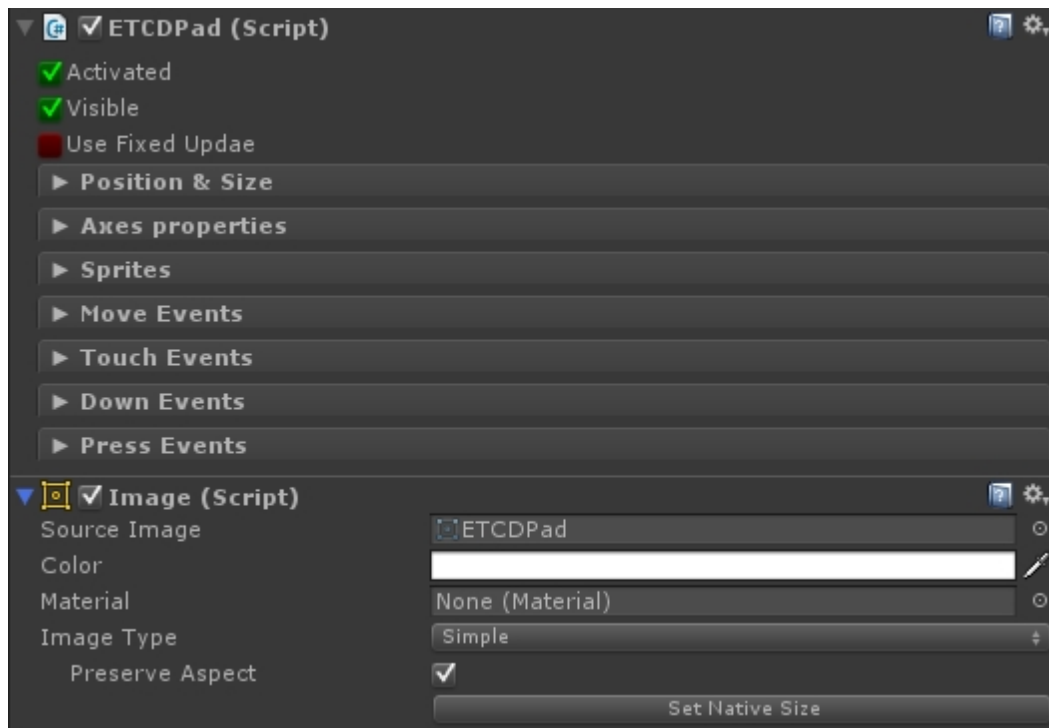 ETCDPad (Script)
Activated
Visible
Use Fixed Updae
Position & Size
Axes properties
Sprites
Move Events
Touch Events
Down Events
Press Events
Image (Script)
Source Image ETCDPad
Color
Material None (Material)
Image Type Simple
Preserve Aspect
Set Native Size